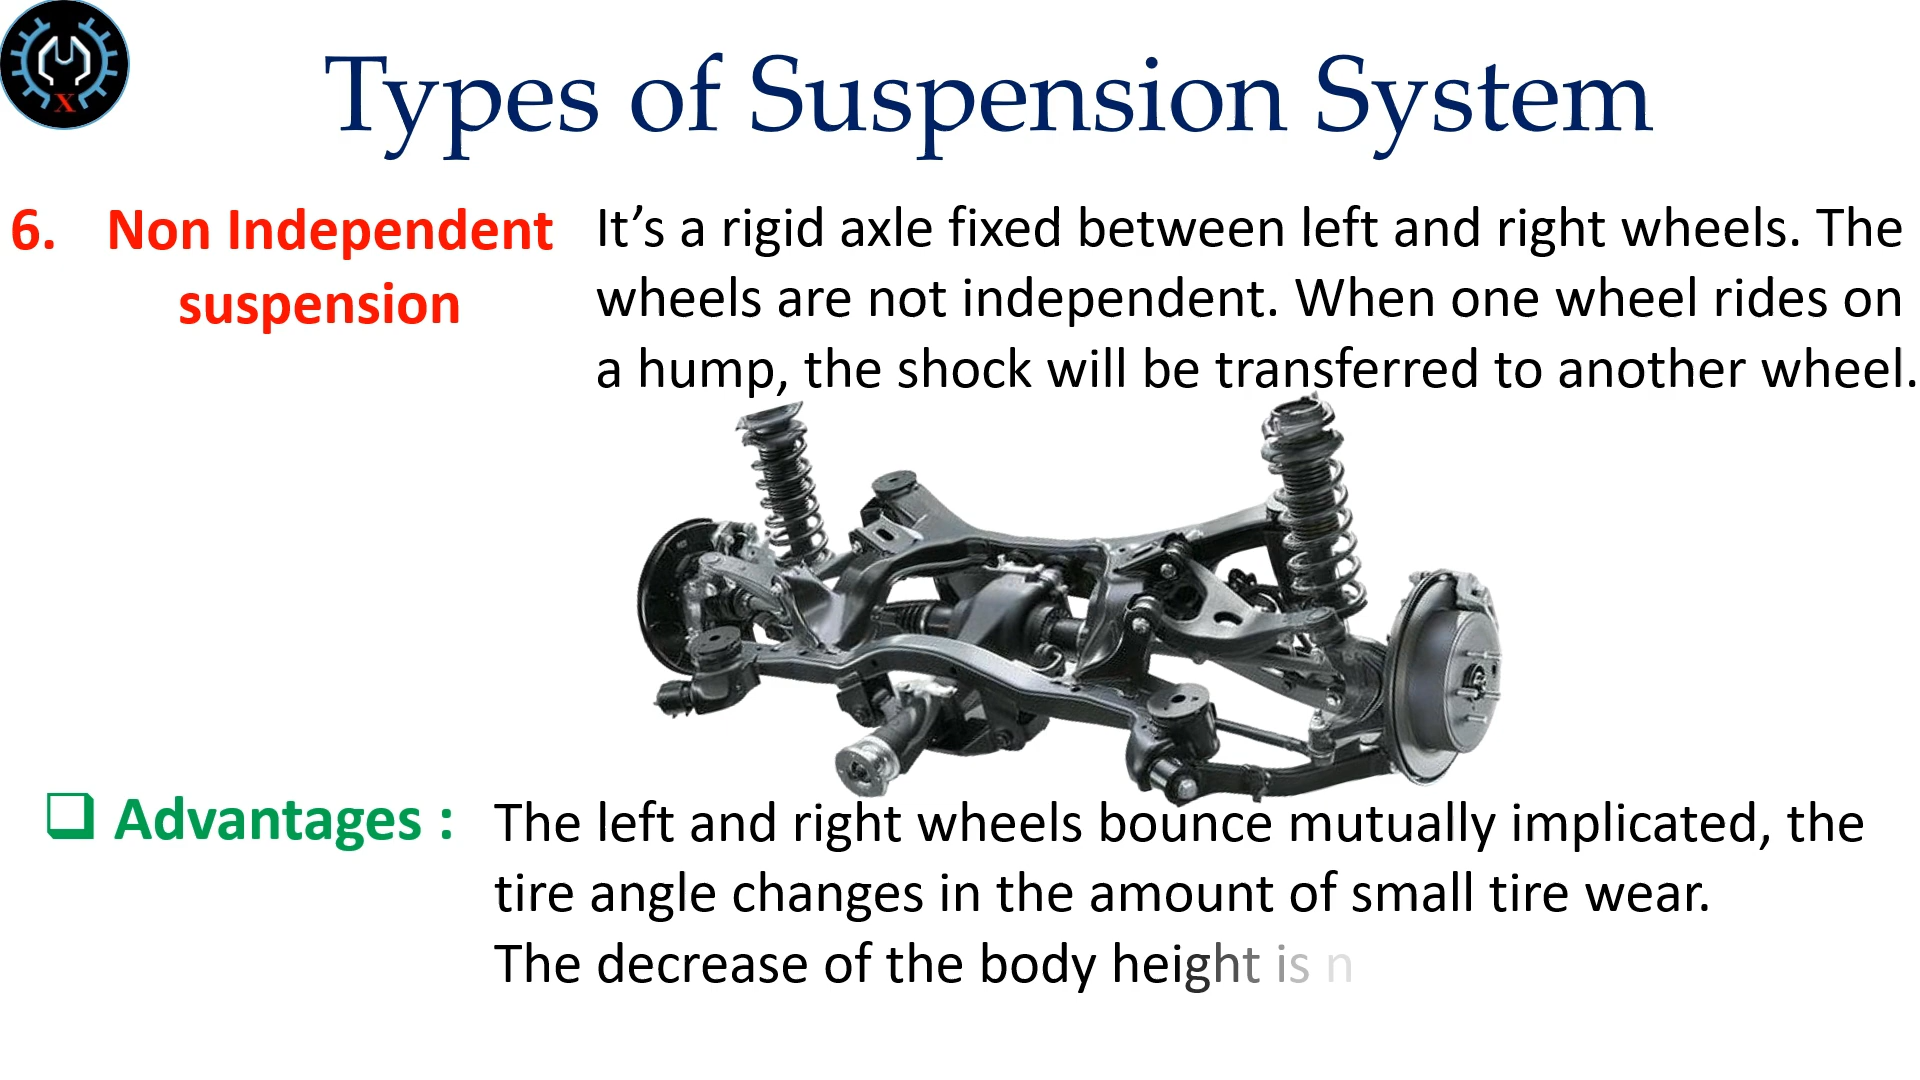 X
Types of Suspension System
6. Non Independent
suspension
It’s a rigid axle fixed between left and right wheels. The
wheels are not independent. When one wheel rides on
a hump, the shock will be transferred to another wheel.
Advantages :
The left and right wheels bounce mutually implicated, the
tire angle changes in the amount of small tire wear.
The decrease of the body height is n